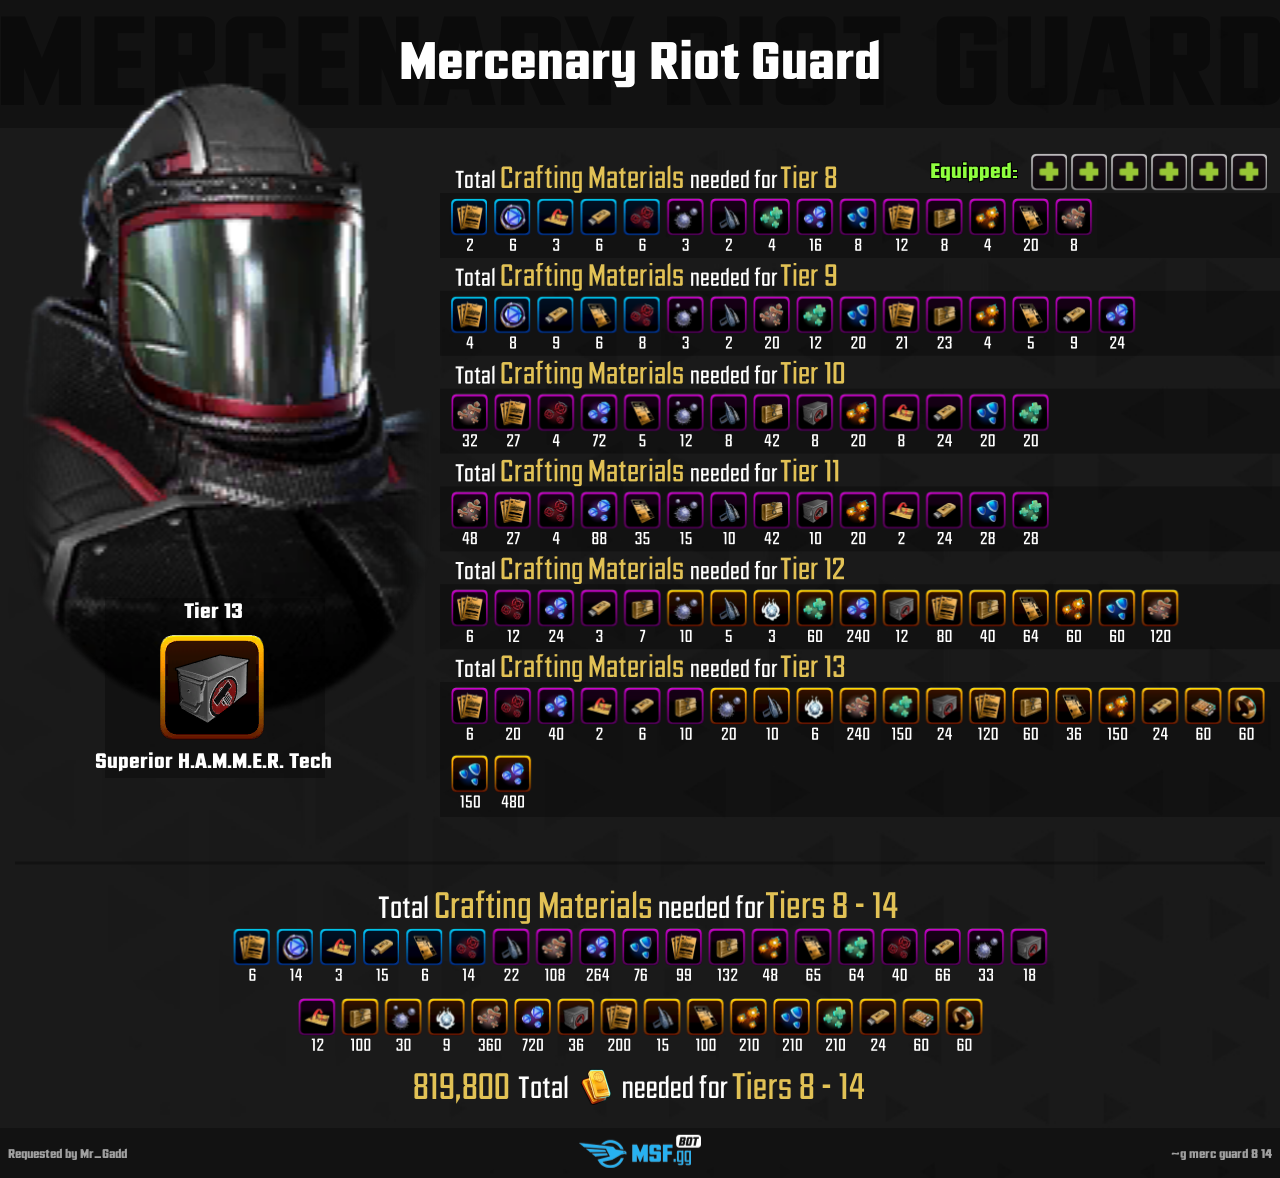 MERCENARY RIOT GUARD
Mercenary Riot Guard
Equipped:
Total Crafting Materials needed for Tier 8
2 6 3 6 6 3 2 4 16 8 12 8 4 20 8
Total Crafting Materials needed for Tier 9
4 8 9 6 8 3 2 20 12 20 21 23 4 5 9 24
Total Crafting Materials needed for Tier 10
32 27 4 72 5 12 8 42 8 20 8 24 20 20
Total Crafting Materials needed for Tier 11
48 27 4 88 35 15 10 42 10 20 2 24 28 28
Total Crafting Materials needed for Tier 12
6 12 24 3 7 10 5 3 60 240 12 80 40 64 60 60 120
Total Crafting Materials needed for Tier 13
6 20 40 2 6 10 20 10 6 240 150 24 120 60 36 150 24 60 60
150 480
Tier 13
Superior H.A.M.M.E.R. Tech
Total Crafting Materials needed for Tiers 8 - 14
6 14 3 15 6 14 22 108 264 76 99 132 48 65 64 40 66 33 18
12 100 30 9 360 720 36 200 15 100 210 210 210 24 60 60
819,800 Total needed for Tiers 8 - 14
Requested by Mr_Gadd
MSF.gg BOT
~g merc guard 8 14